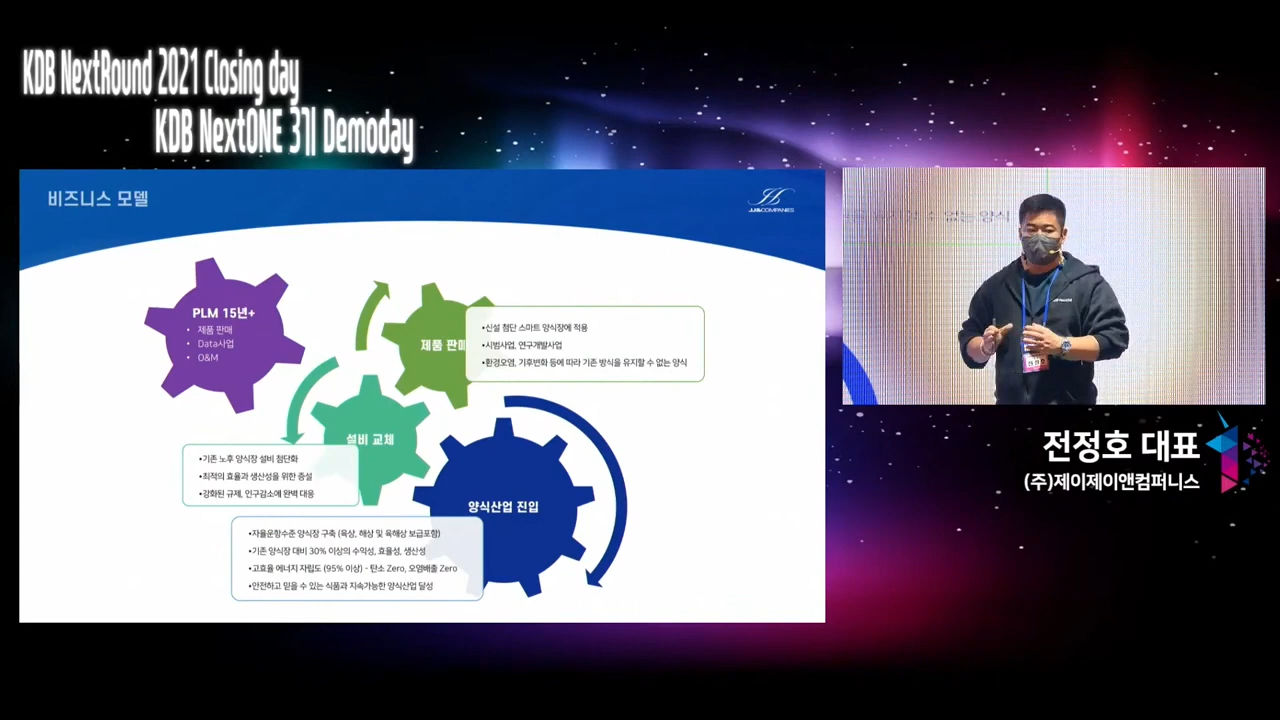 KDB NextRound 2021 Closing day
KDB NextONE 3기 Demoday
비즈니스 모델
JJ&COMPANIES
PLM 15년+
• 제품 판매
• Data사업
• O&M
제품 판매
•신설 첨단 스마트 양식장에 적용
•시범사업, 연구개발사업
•환경오염, 기후변화 등에 따라 기존 방식을 유지할 수 없는 양식
설비 교체
•기존 노후 양식장 설비 첨단화
•최적의 효율과 생산성을 위한 증설
•강화된 규제, 인구감소에 완벽 대응
양식산업 진입
•자율운항수준 양식장 구축 (육상, 해상 및 육해상 보급포함)
•기존 양식장 대비 30% 이상의 수익성, 효율성, 생산성
•고효율 에너지 자립도 (95% 이상) - 탄소 Zero, 오염배출 Zero
•안전하고 믿을 수 있는 식품과 지속가능한 양식산업 달성
수 없는 양식
전정호
전정호 대표
(주)제이제이앤컴퍼니스